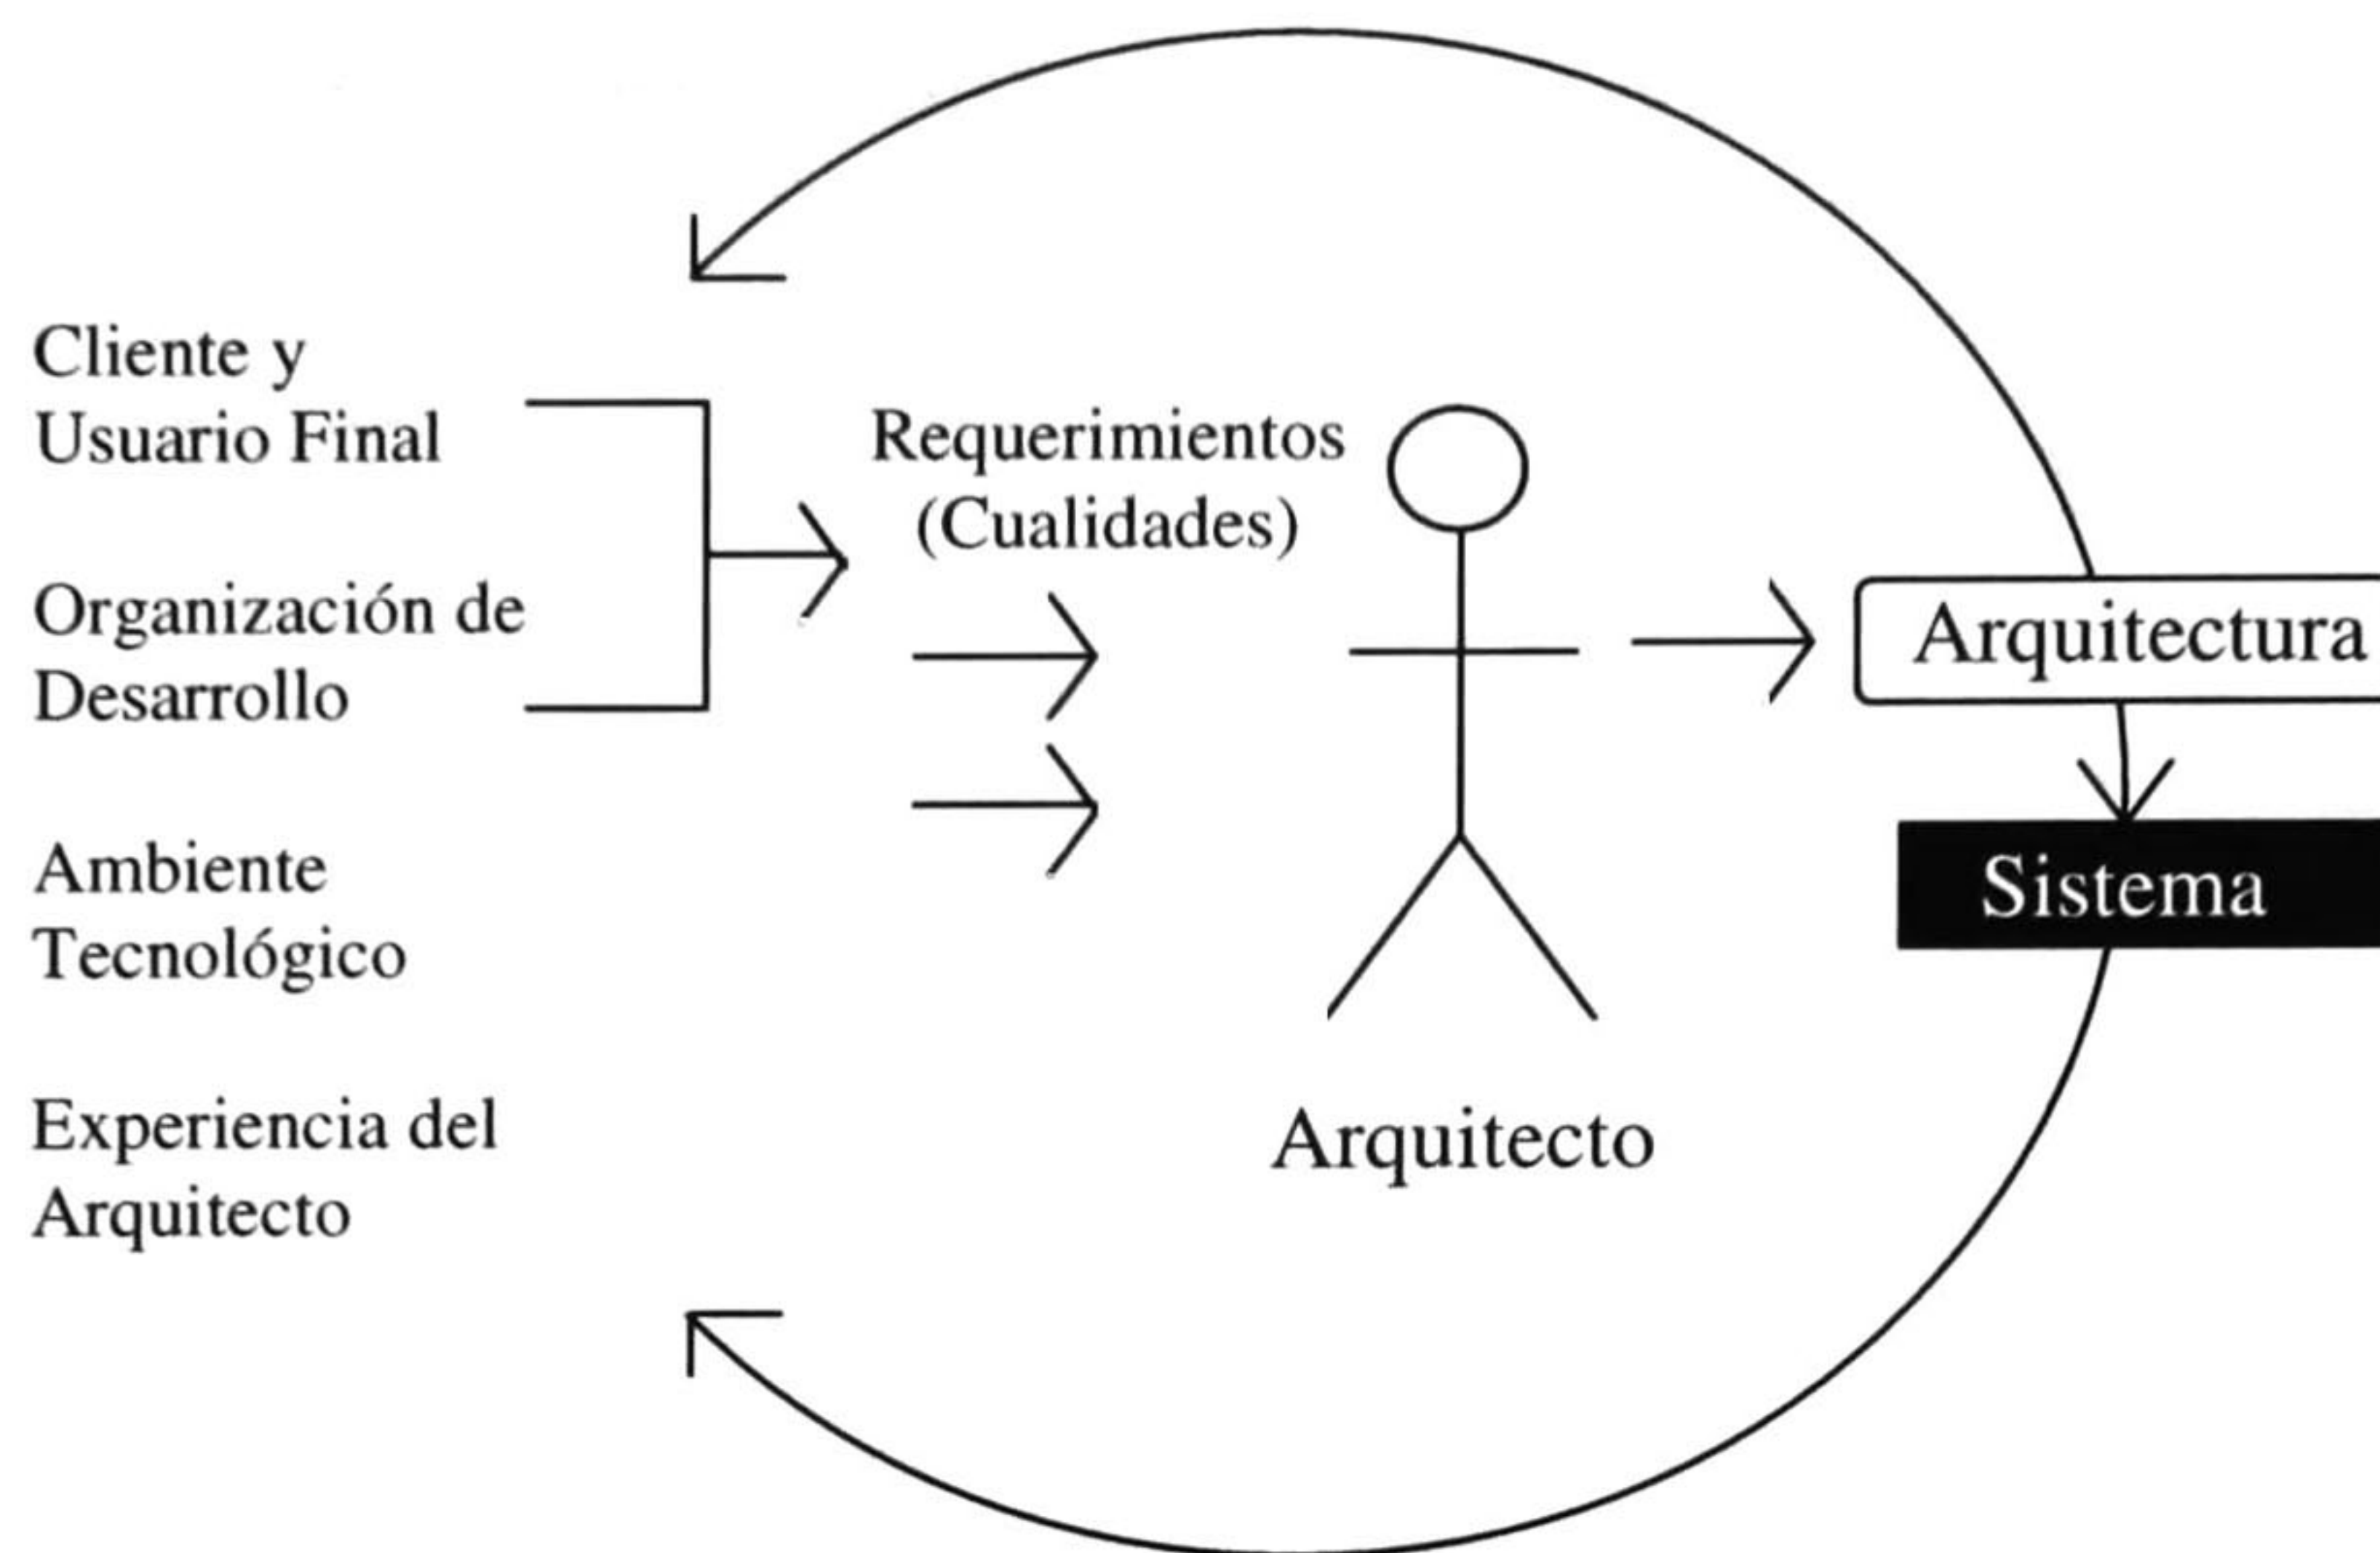 Cliente y
Usuario Final
Organización de
Desarrollo
Ambiente
Tecnológico
Experiencia del
Arquitecto
Requerimientos
(Cualidades)
Arquitecto
Arquitectura
Sistema